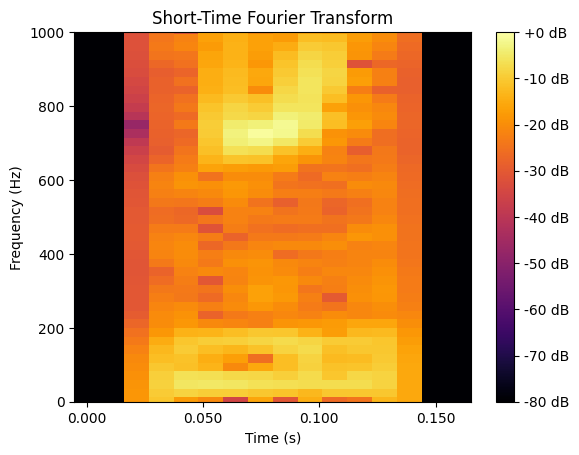 Short-Time Fourier Transform
1000
800
600
400
200
0
Frequency (Hz)
0.000
0.050
0.100
0.150
Time (s)
+0 dB
-10 dB
-20 dB
-30 dB
-40 dB
-50 dB
-60 dB
-70 dB
-80 dB